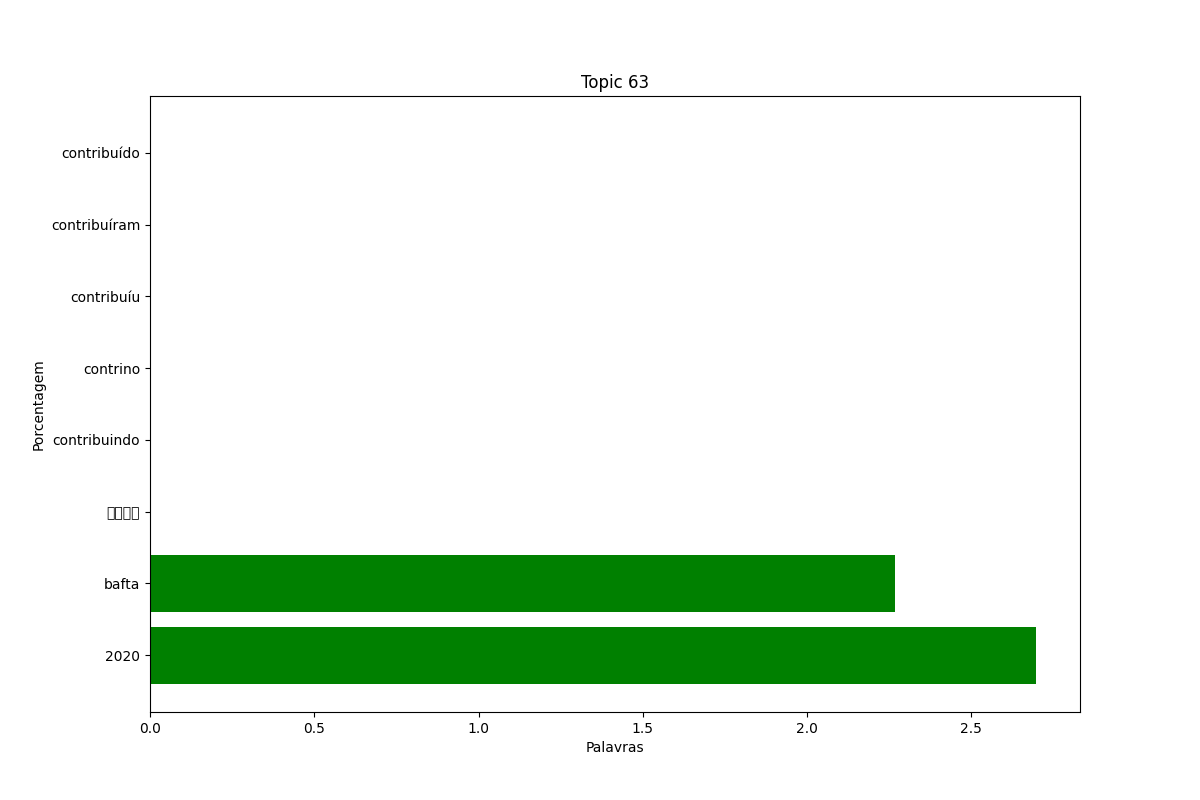 Topic 63
contribuído
contribuíram
contribuíu
contrino
contribuindo
bafta
2020
Porcentagem
0.0 0.5 1.0 1.5 2.0 2.5
Palavras